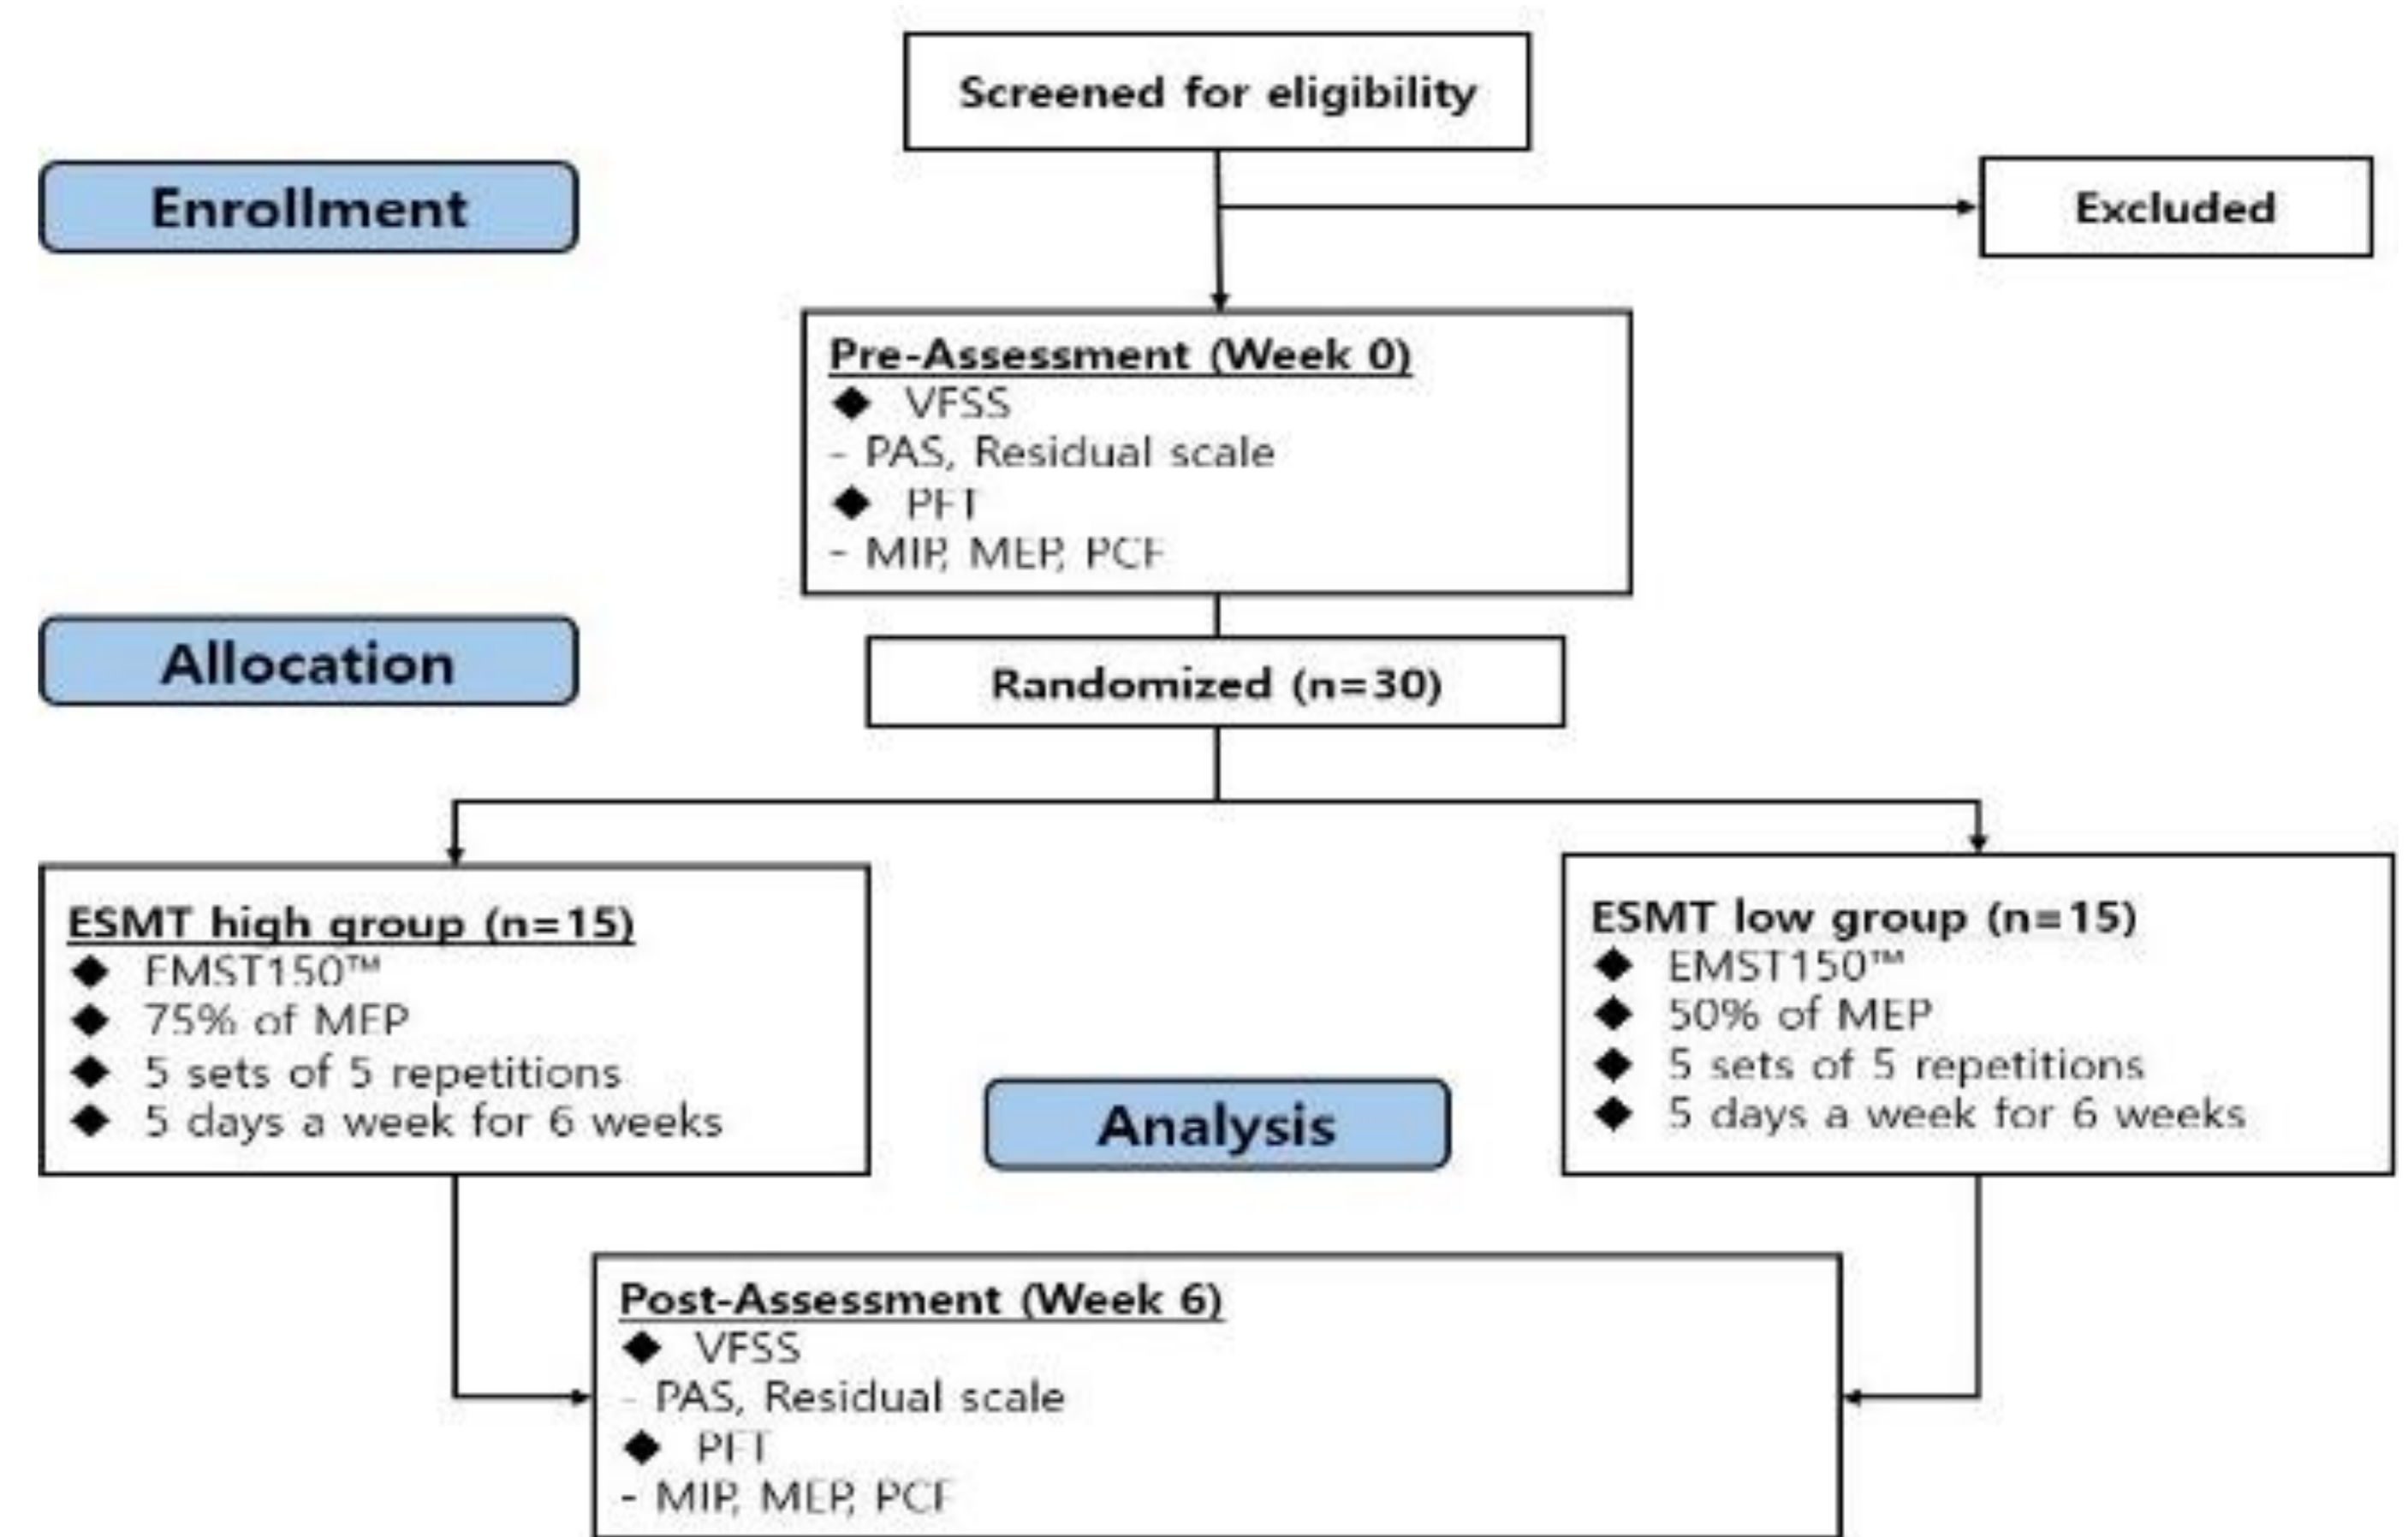 Screened for eligibility
Enrollment
Excluded
Pre-Assessment (Week 0)
◆ VFSS
- PAS, Residual scale
◆ PFT
- MIP, MEP, PCF
Allocation
Randomized (n=30)
ESMT high group (n=15)
◆ EMST150™
◆ 75% of MEP
◆ 5 sets of 5 repetitions
◆ 5 days a week for 6 weeks
ESMT low group (n=15)
◆ EMST150™
◆ 50% of MEP
◆ 5 sets of 5 repetitions
◆ 5 days a week for 6 weeks
Analysis
Post-Assessment (Week 6)
◆ VFSS
- PAS, Residual scale
◆ PFT
- MIP, MEP, PCF